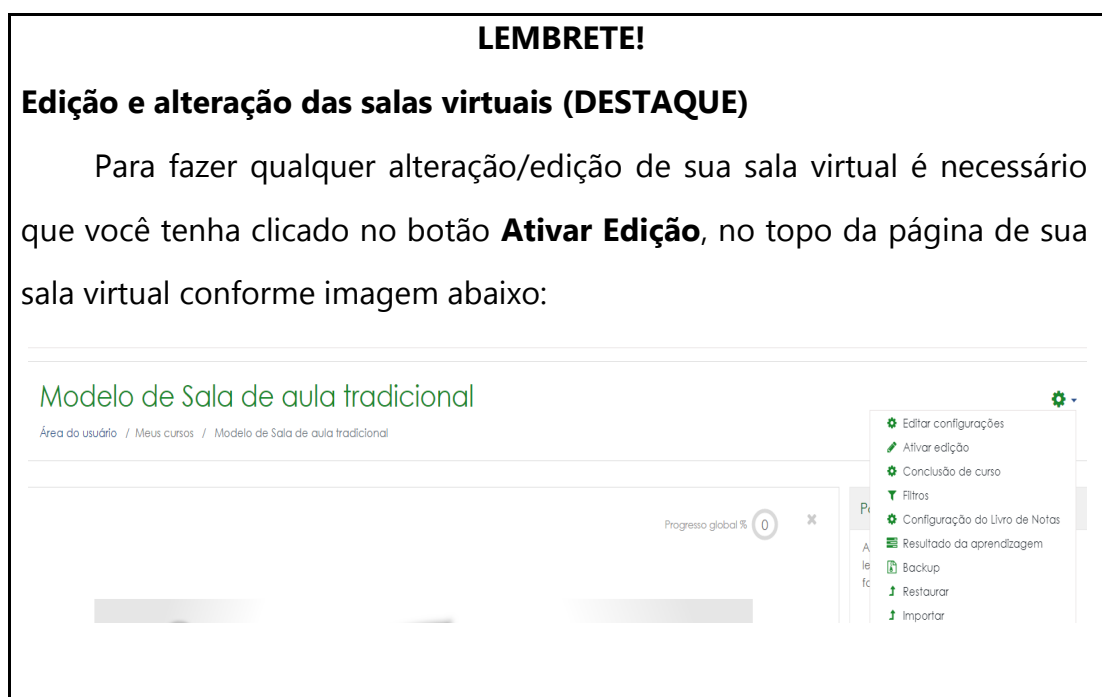 LEMBRETE!
Edição e alteração das salas virtuais (DESTAQUE)
Para fazer qualquer alteração/edição de sua sala virtual é necessário
que você tenha clicado no botão Ativar Edição, no topo da página de sua
sala virtual conforme imagem abaixo:
Modelo de Sala de aula tradicional
Área do usuário / Meus cursos / Modelo de Sala de aula tradicional
Editar configurações
Ativar edição
Conclusão de curso
Filtros
Configuração do Livro de Notas
Resultado da aprendizagem
Backup
Restaurar
Importar
Progresso global % 0